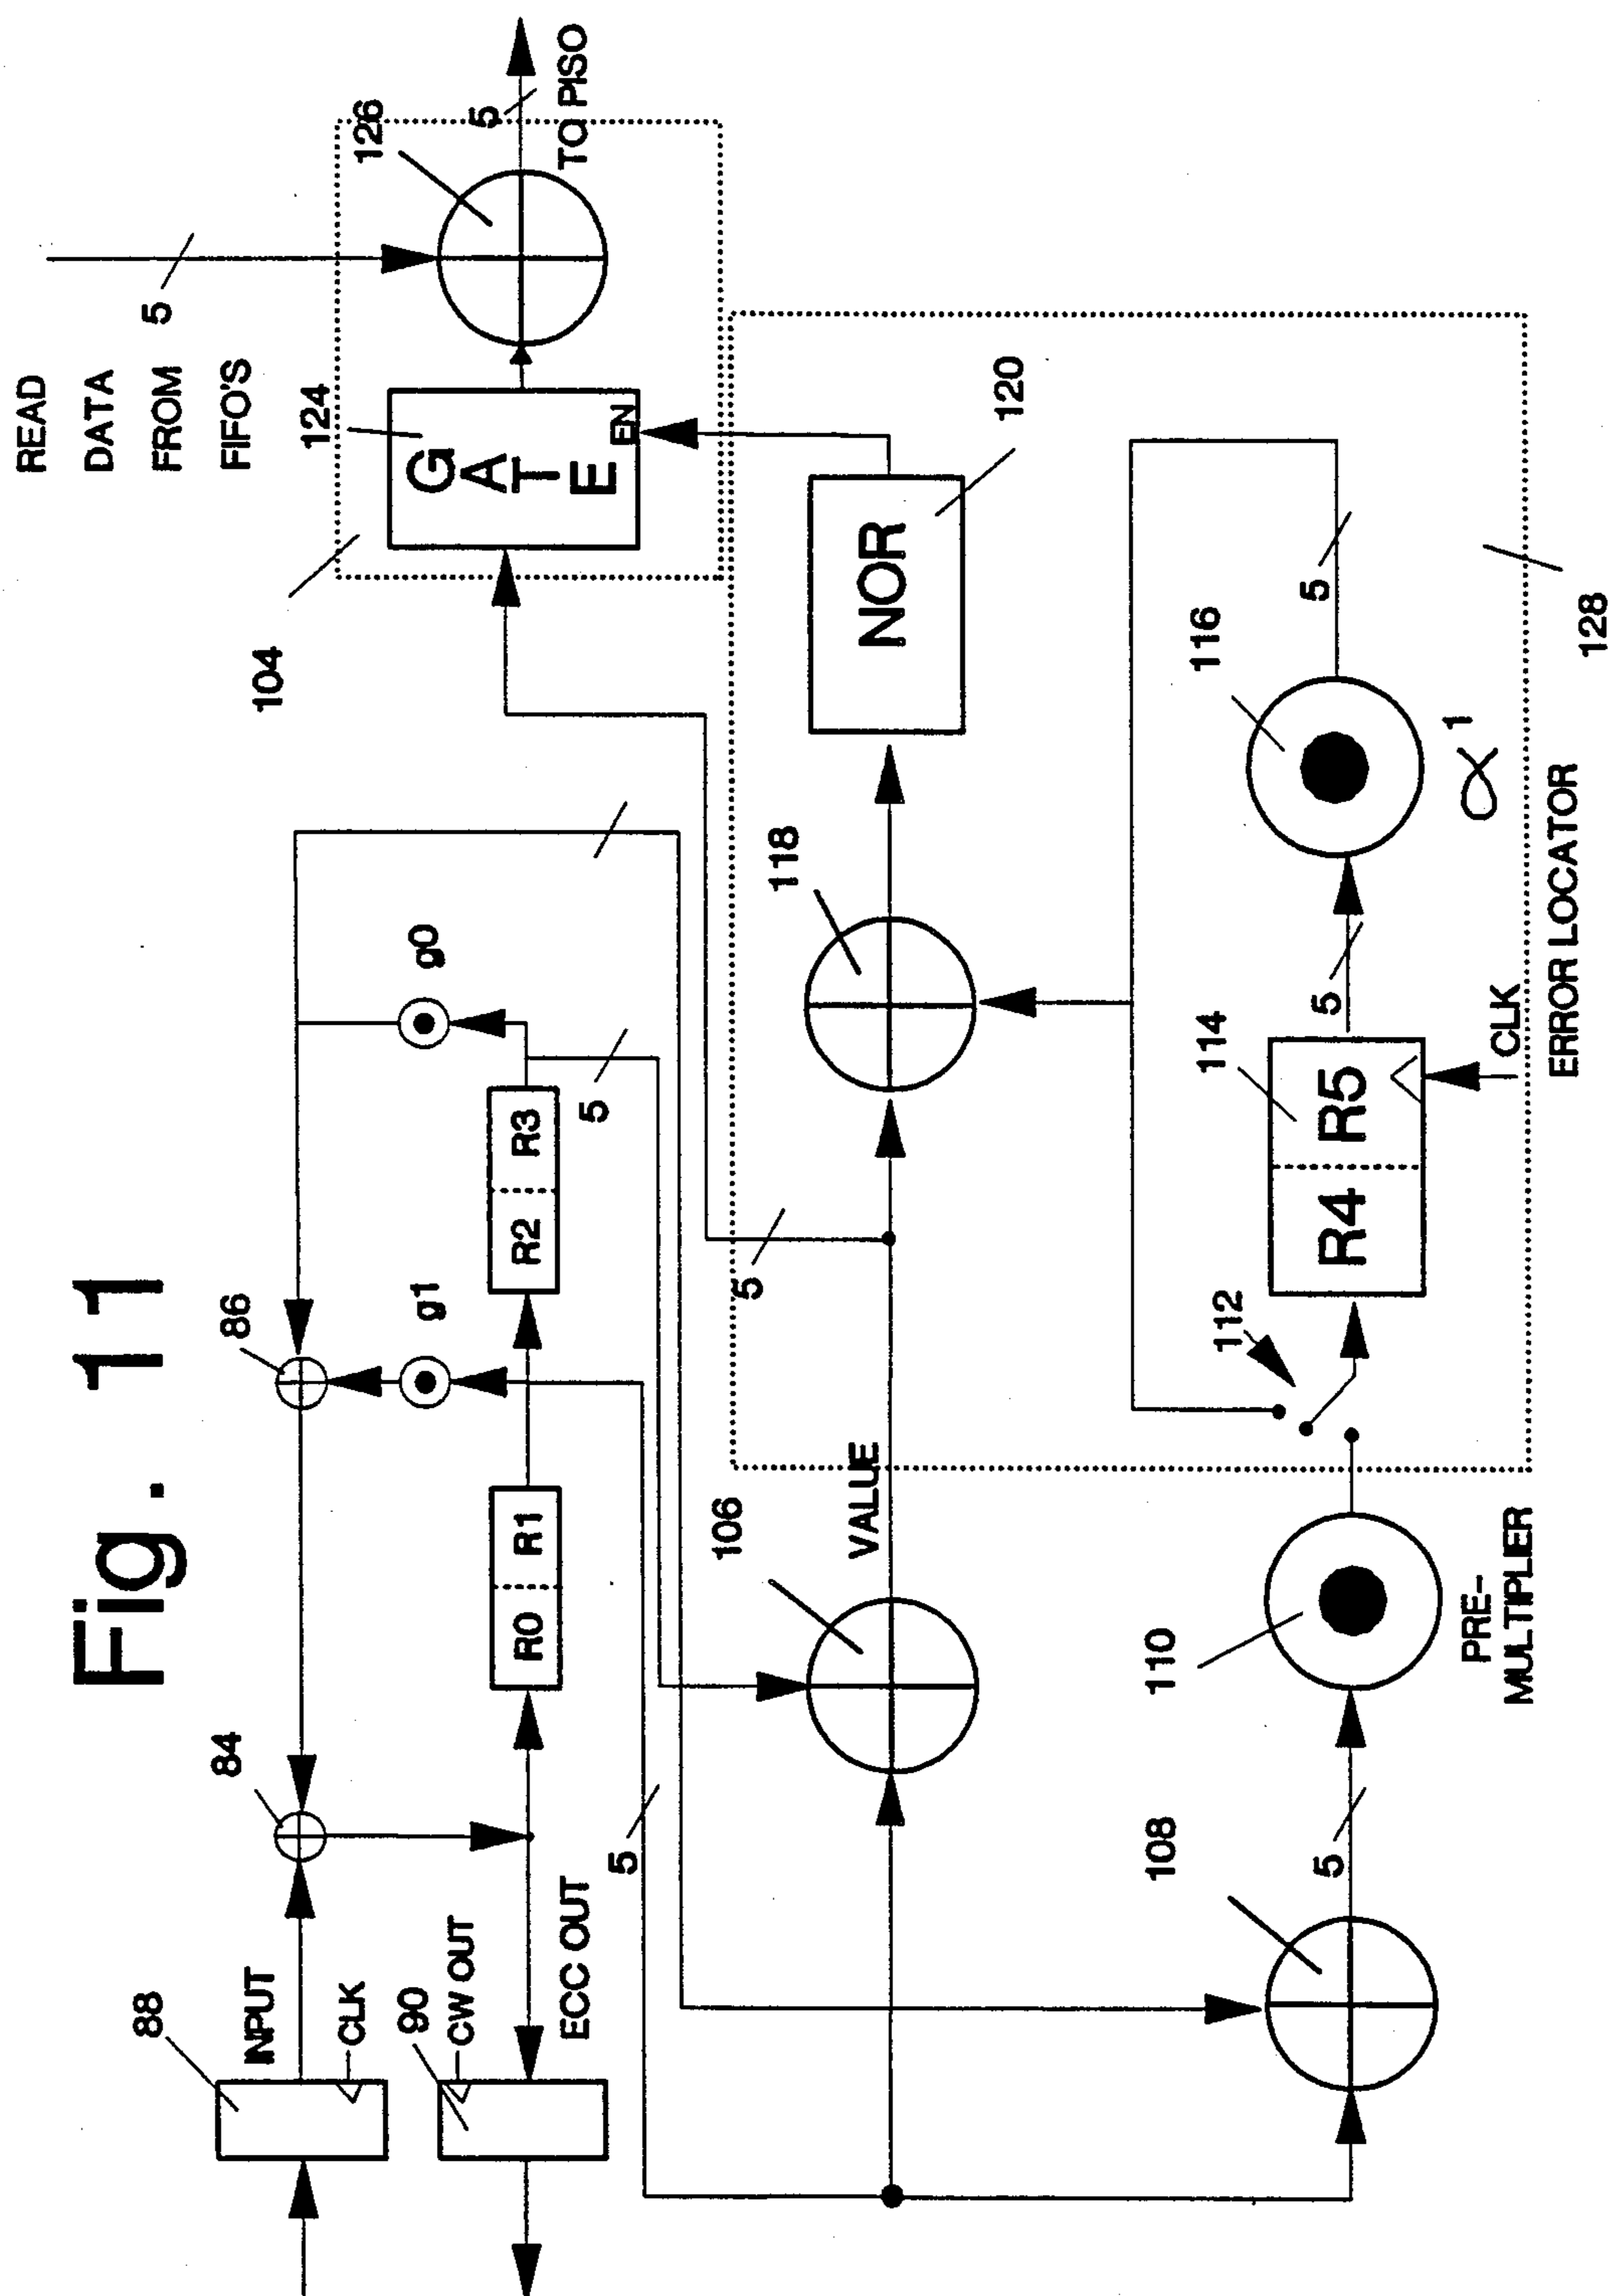 Fig. 11
READ
DATA
FROM
FIFO'S
5
126
5
TO PISO
124
GATE
EN
104
88
INPUT
CLK
84
86
g1
g0
90
CW OUT
ECC OUT
R0 R1
R2 R3
5
5
5
106
VALUE
118
NOR
120
108
5
110
PRE-
MULTIPLIER
112
114
R4 R5
CLK
5
116
α1
5
ERROR LOCATOR
128